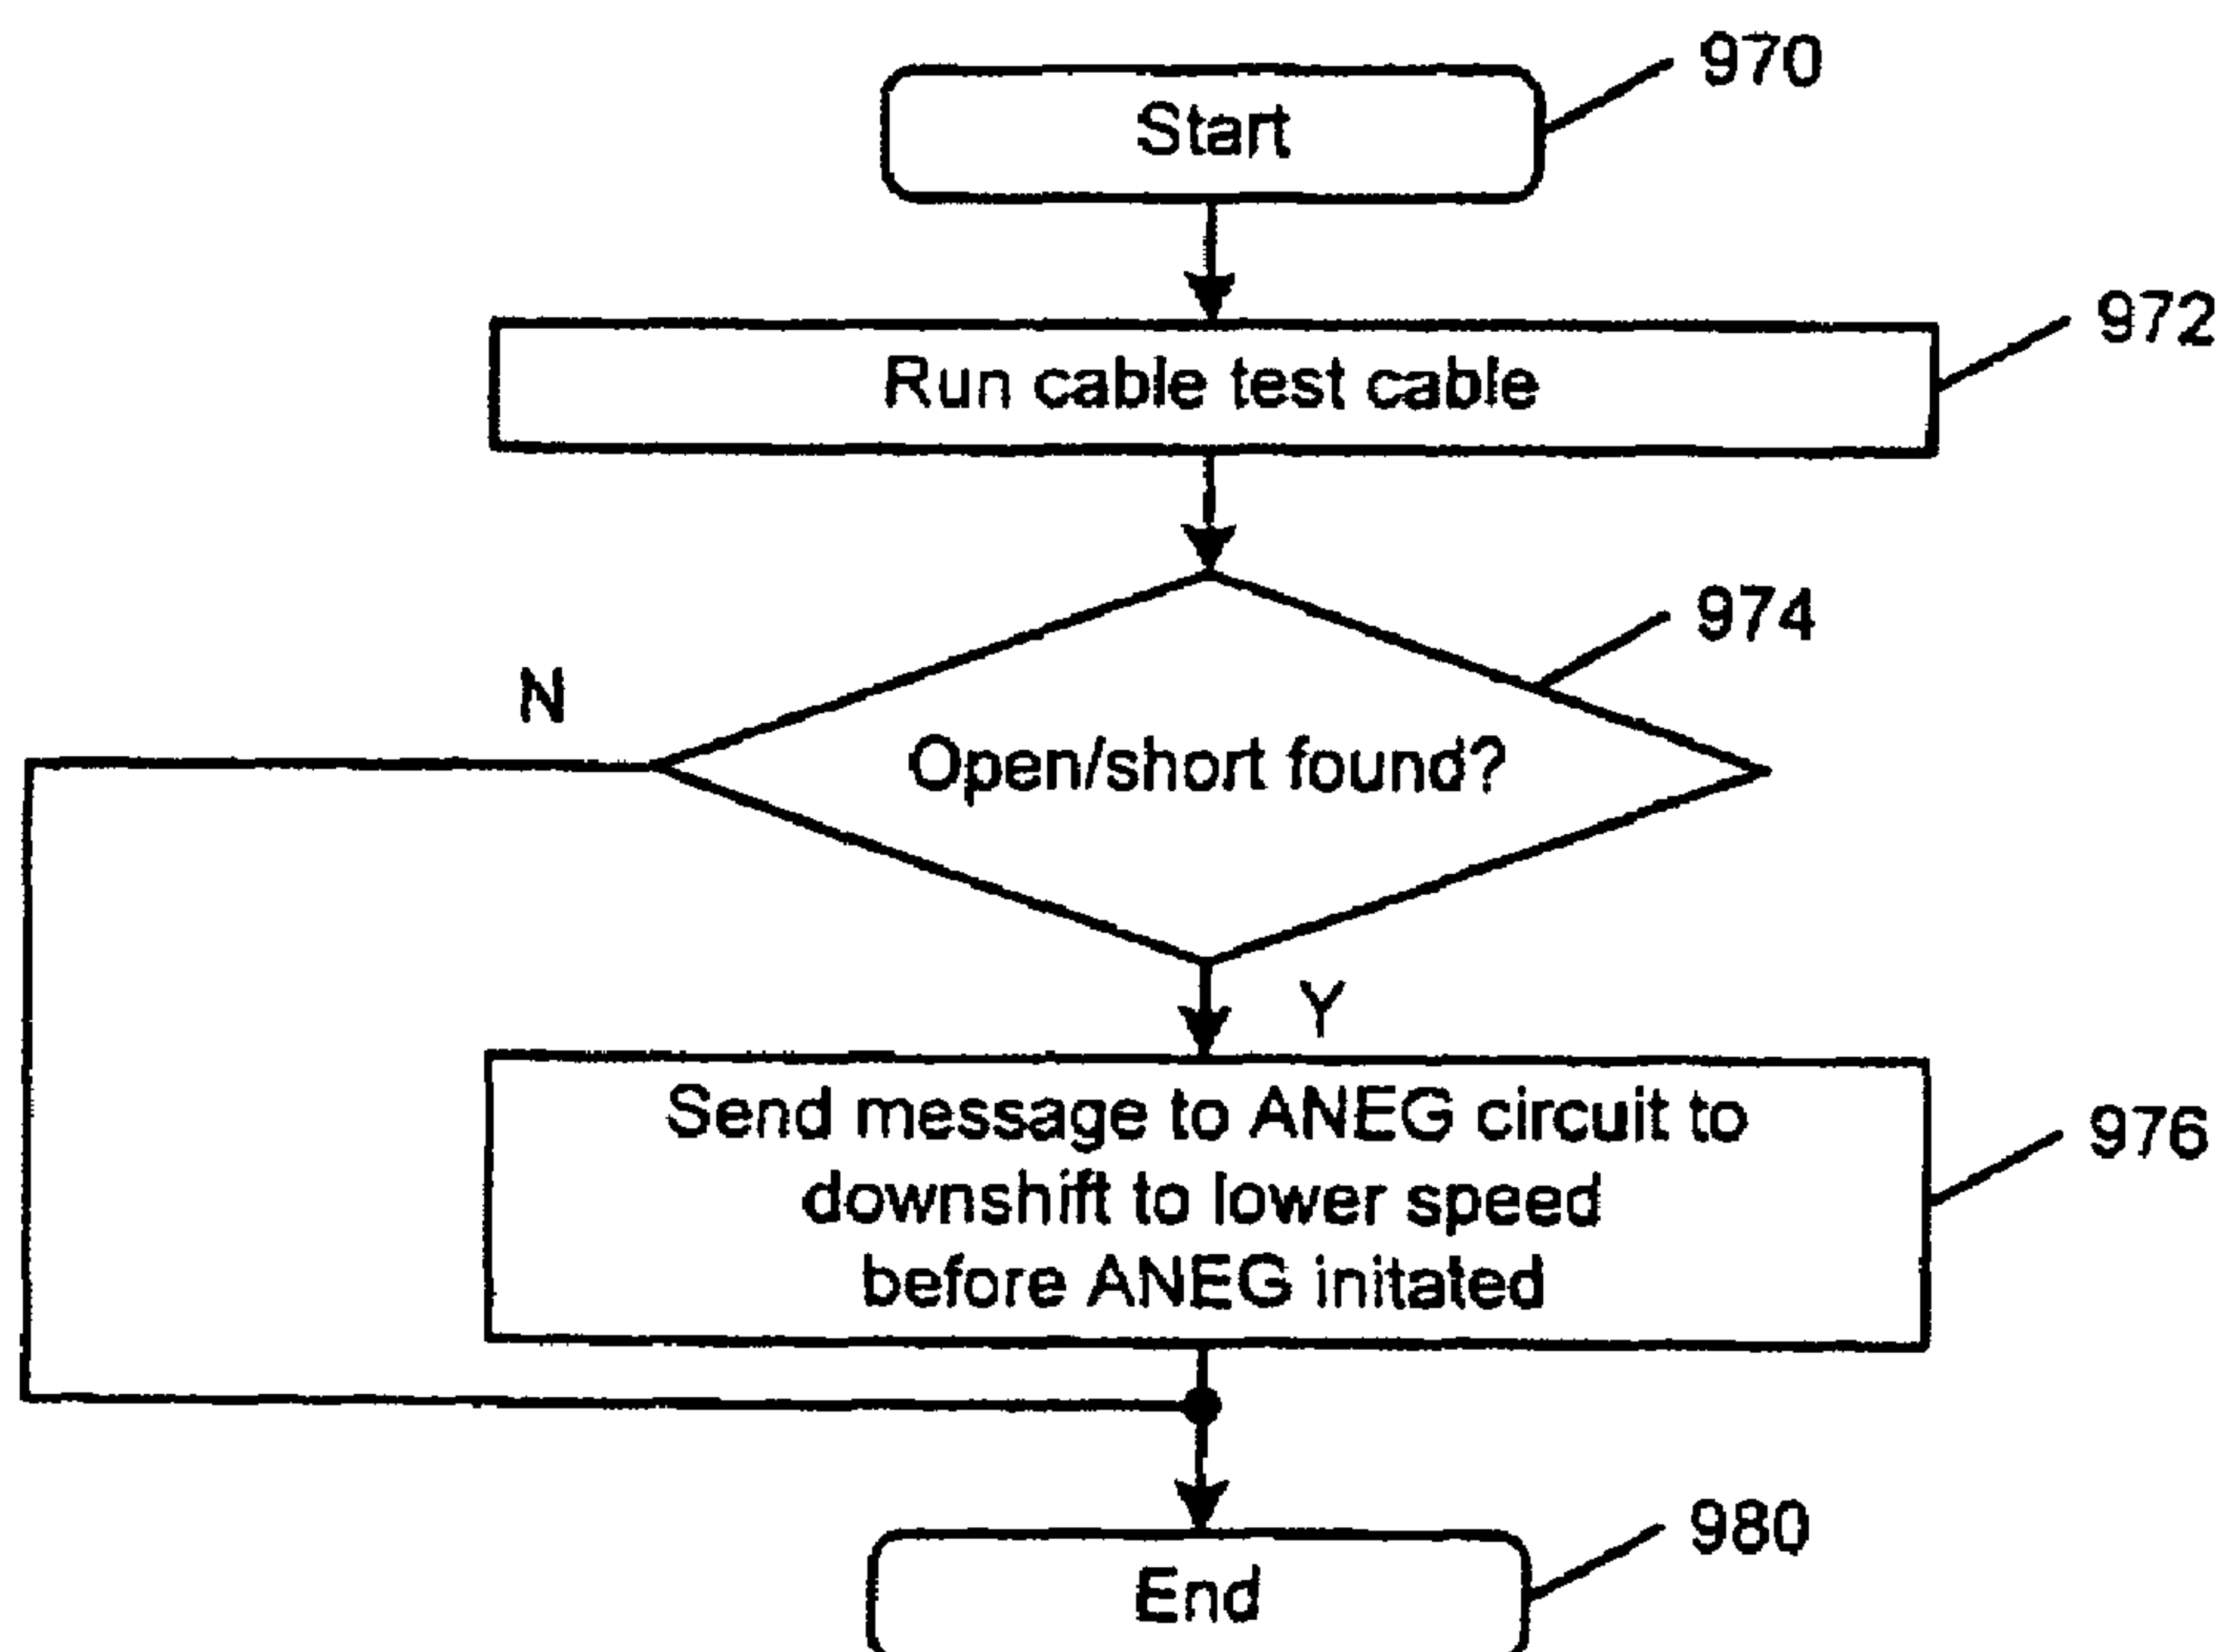 Start
970
Run cable test cable
972
974
N
Open/short found?
Y
Send message to ANEG circuit to
downshift to lower speed
before ANEG initated
976
End
980